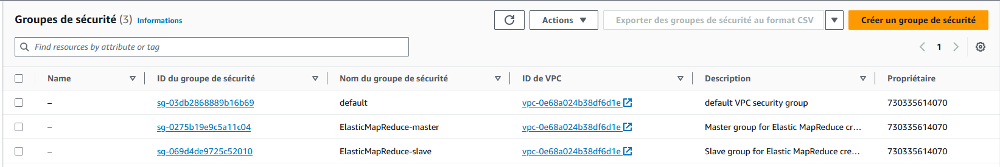 Groupes de sécurité (3) Informations Actions Exporter des groupes de sécurité au format CSV Créer un groupe de sécurité
Find resources by attribute or tag 1
Name ID du groupe de sécurité Nom du groupe de sécurité ID de VPC Description Propriétaire
– sg-03db2868889b16b69 default vpc-0e68a024b38df6d1e default VPC security group 730335614070
– sg-0275b19e9c5a11c04 ElasticMapReduce-master vpc-0e68a024b38df6d1e Master group for Elastic MapReduce cr... 730335614070
– sg-069d4de9725c52010 ElasticMapReduce-slave vpc-0e68a024b38df6d1e Slave group for Elastic MapReduce cre... 730335614070